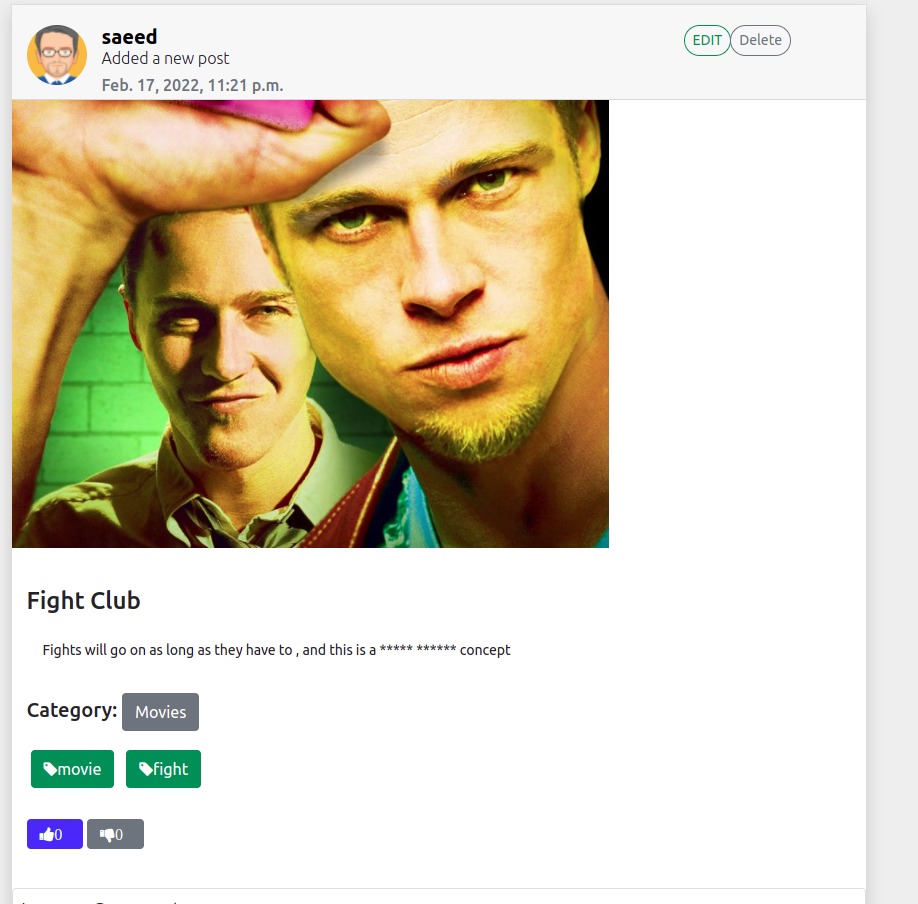 saeed
EDIT Delete
Added a new post
Feb. 17, 2022, 11:21 p.m.
Fight Club
Fights will go on as long as they have to , and this is a ***** ****** concept
Category: Movies
movie fight
0 0